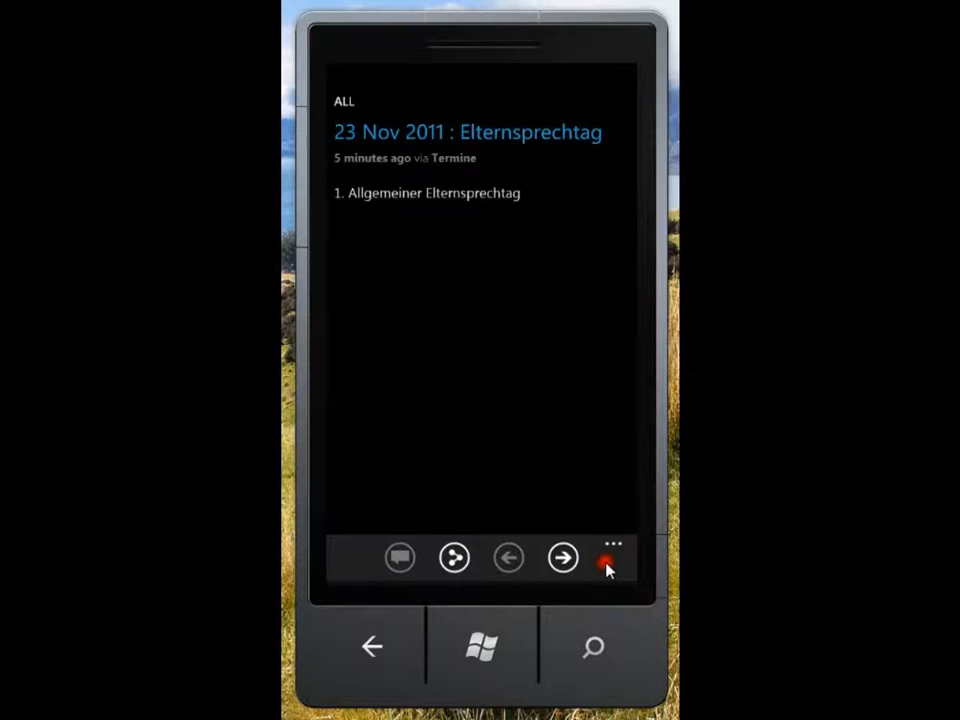 ALL
23 Nov 2011 : Elternsprechtag
5 minutes ago via Termine
1. Allgemeiner Elternsprechtag